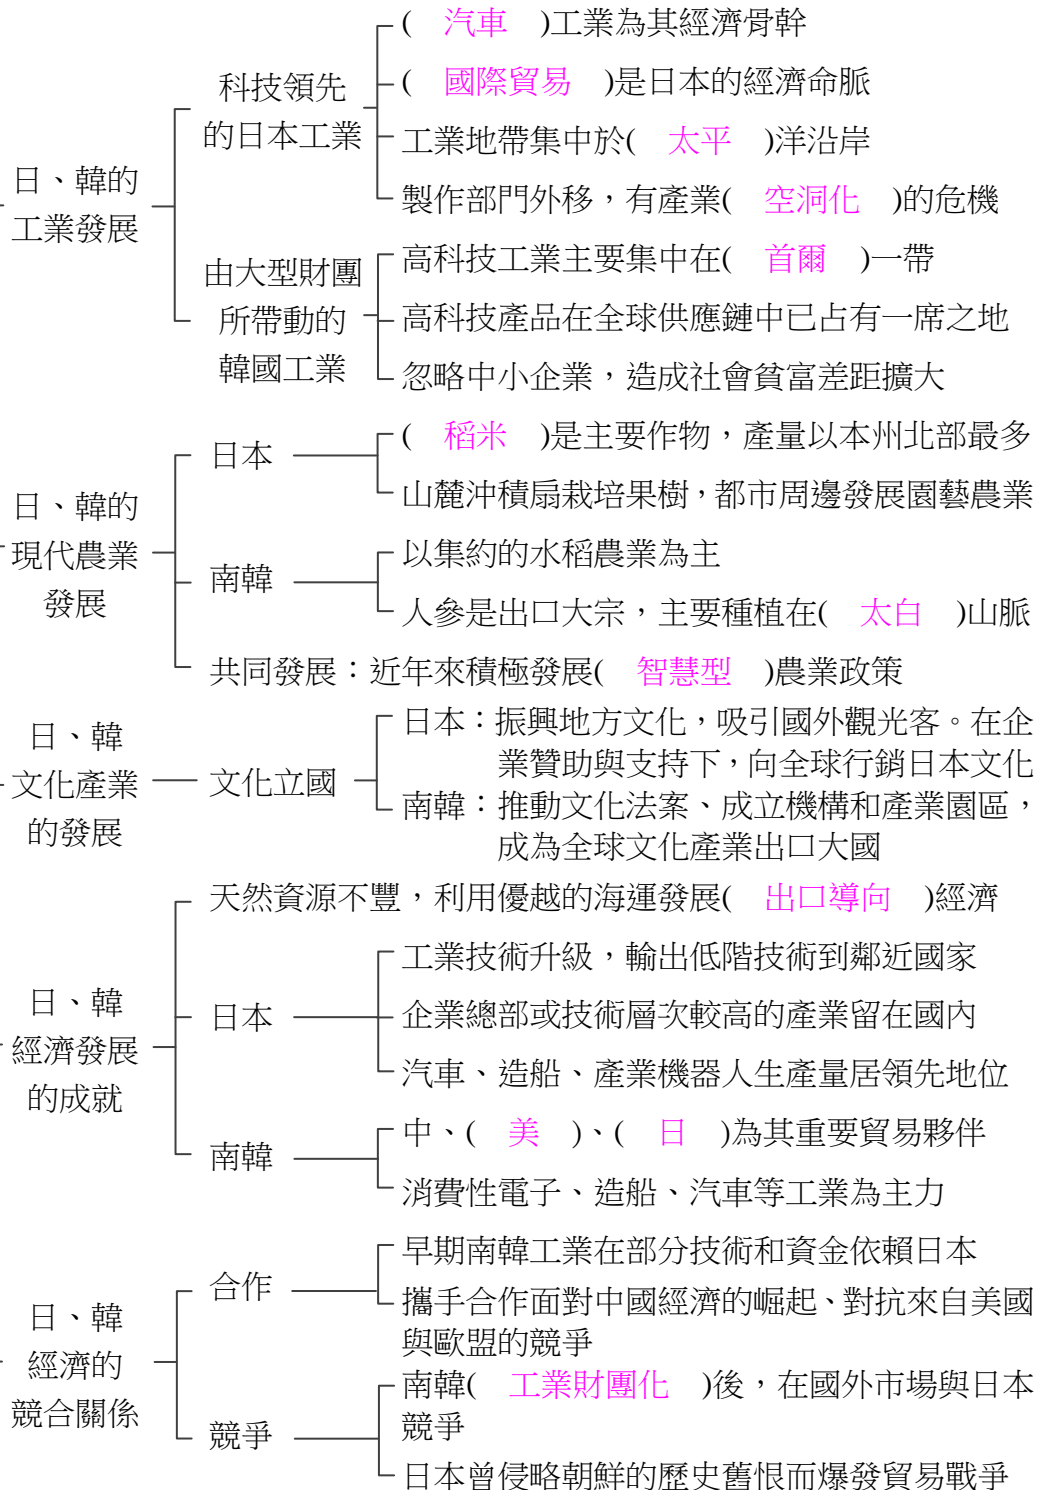 日、韓的
工業發展
科技領先
的日本工業
( 汽車 )工業為其經濟骨幹
( 國際貿易 )是日本的經濟命脈
工業地帶集中於( 太平 )洋沿岸
製作部門外移，有產業( 空洞化 )的危機
由大型財團
所帶動的
韓國工業
高科技工業主要集中在( 首爾 )一帶
高科技產品在全球供應鏈中已占有一席之地
忽略中小企業，造成社會貧富差距擴大
日、韓的
現代農業
發展
日本
( 稻米 )是主要作物，產量以本州北部最多
山麓沖積扇栽培果樹，都市周邊發展園藝農業
南韓
以集約的水稻農業為主
人參是出口大宗，主要種植在( 太白 )山脈
共同發展：近年來積極發展( 智慧型 )農業政策
日、韓
文化產業
的發展
文化立國
日本：振興地方文化，吸引國外觀光客。在企
業贊助與支持下，向全球行銷日本文化
南韓：推動文化法案、成立機構和產業園區，
成為全球文化產業出口大國
日、韓
經濟發展
的成就
天然資源不豐，利用優越的海運發展( 出口導向 )經濟
日本
工業技術升級，輸出低階技術到鄰近國家
企業總部或技術層次較高的產業留在國內
汽車、造船、產業機器人生產量居領先地位
南韓
中、( 美 )、( 日 )為其重要貿易夥伴
消費性電子、造船、汽車等工業為主力
日、韓
經濟的
競合關係
合作
早期南韓工業在部分技術和資金依賴日本
攜手合作面對中國經濟的崛起、對抗來自美國
與歐盟的競爭
競爭
南韓( 工業財團化 )後，在國外市場與日本
競爭
日本曾侵略朝鮮的歷史舊恨而爆發貿易戰爭